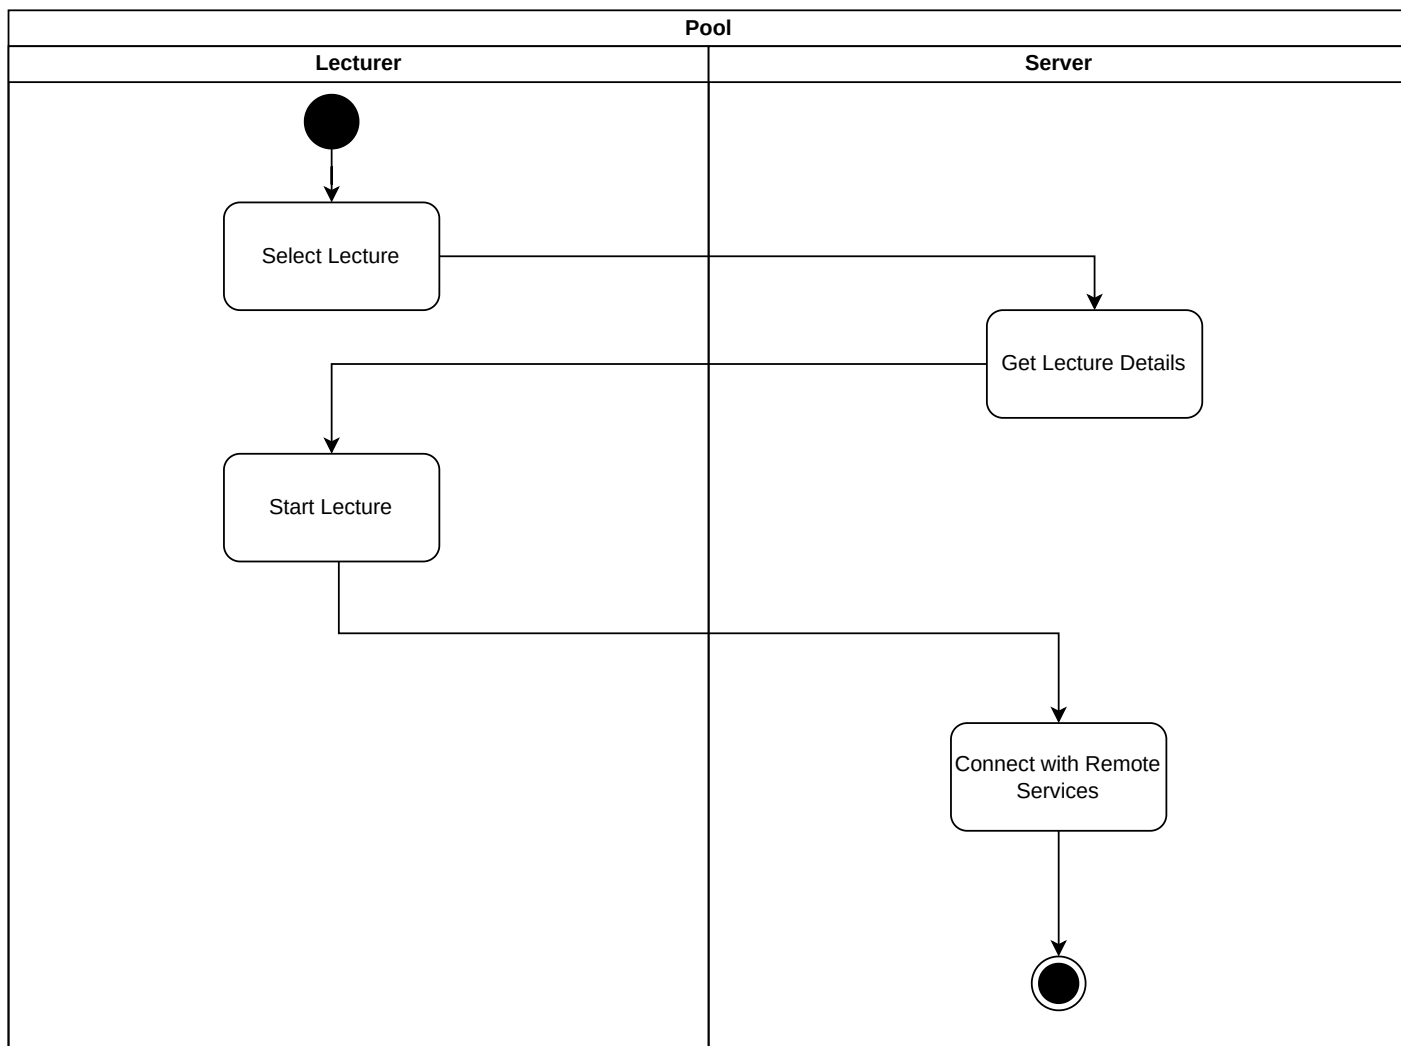 Pool
Lecturer
Server
Select Lecture
Get Lecture Details
Start Lecture
Connect with Remote
Services